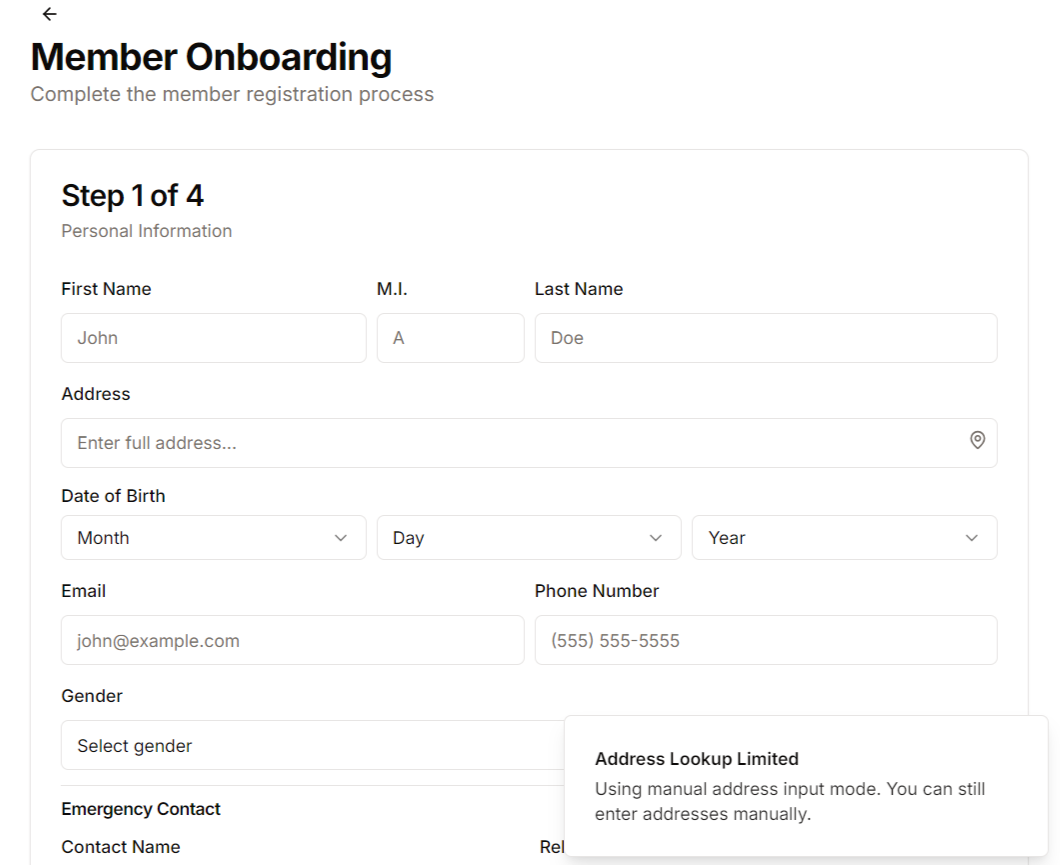 Member Onboarding
Complete the member registration process
Step 1 of 4
Personal Information
First Name M.I. Last Name
John A Doe
Address
Enter full address...
Date of Birth
Month Day Year
Email Phone Number
john@example.com (555) 555-5555
Gender
Select gender
Address Lookup Limited
Using manual address input mode. You can still
enter addresses manually.
Emergency Contact
Contact Name